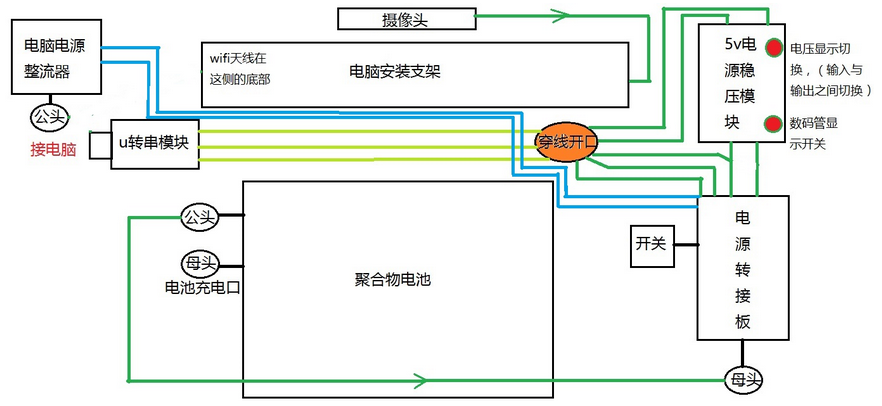 摄像头
电脑电源
整流器
wifi天线在
这侧的底部
电脑安装支架
5v电
源稳
压模
块
电压显示切
换，（输入与
输出之间切换）
数码管显
示开关
公头
接电脑
u转串模块
穿线开口
公头
母头
电池充电口
聚合物电池
开关
电
源
转
接
板
母头